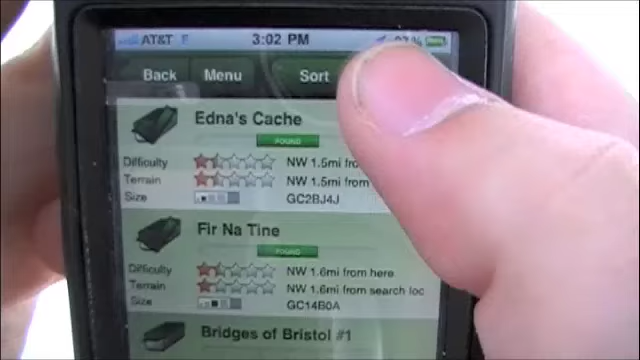 AT&T E 3:02 PM
Back Menu Sort
Edna's Cache
FOUND
Difficulty NW 1.5mi
Terrain NW 1.5mi from
Size GC2BJ4J
Fir Na Tine
FOUND
Difficulty NW 1.6mi from here
Terrain NW 1.6mi from search loc
Size GC14B0A
Bridges of Bristol #1